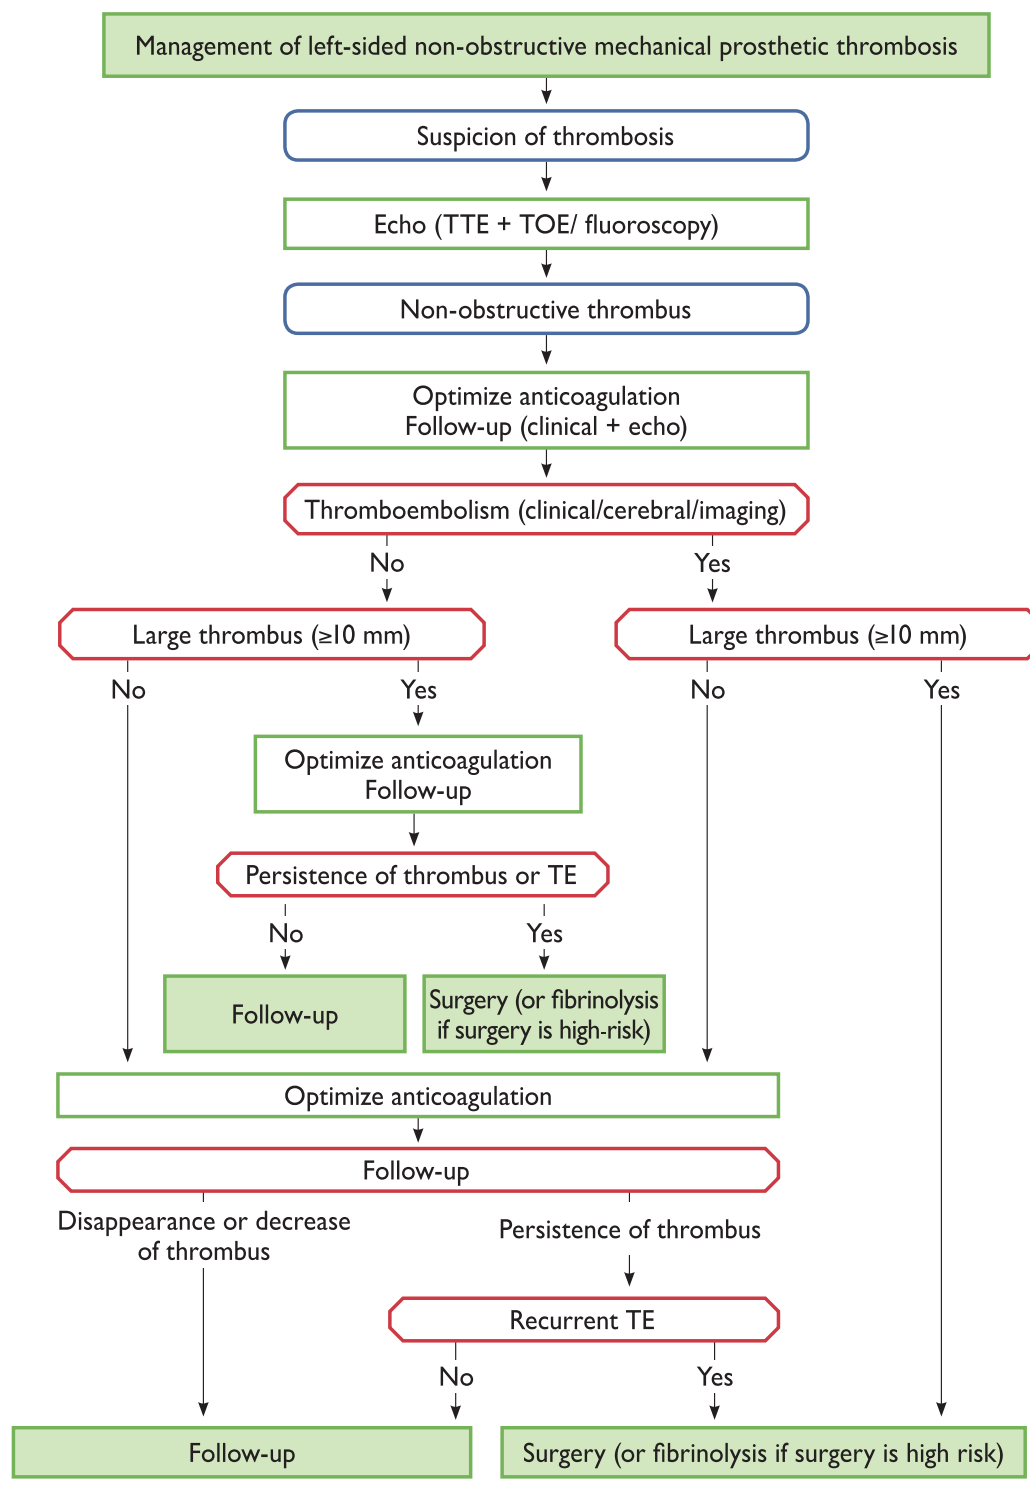 Management of left-sided non-obstructive mechanical prosthetic thrombosis
Suspicion of thrombosis
Echo (TTE + TOE/ fluoroscopy)
Non-obstructive thrombus
Optimize anticoagulation
Follow-up (clinical + echo)
Thromboembolism (clinical/cerebral/imaging)
No
Yes
Large thrombus (≥10 mm)
Large thrombus (≥10 mm)
No
Yes
No
Yes
Optimize anticoagulation
Follow-up
Persistence of thrombus or TE
No
Yes
Follow-up
Surgery (or fibrinolysis
if surgery is high-risk)
Optimize anticoagulation
Follow-up
Disappearance or decrease
of thrombus
Persistence of thrombus
Recurrent TE
No
Yes
Follow-up
Surgery (or fibrinolysis if surgery is high risk)